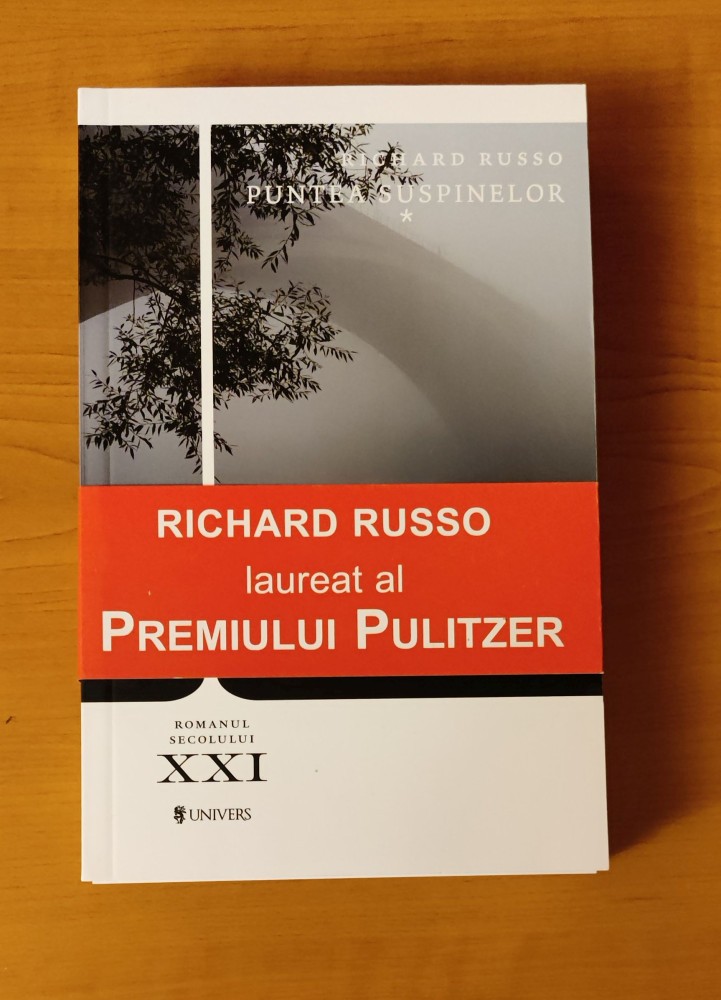 RICHARD RUSSO
PUNTEA SUSPINELOR
*
RICHARD RUSSO
laureat al
PREMIULUI PULITZER
ROMANUL
SECOLULUI
XXI
UNIVERS